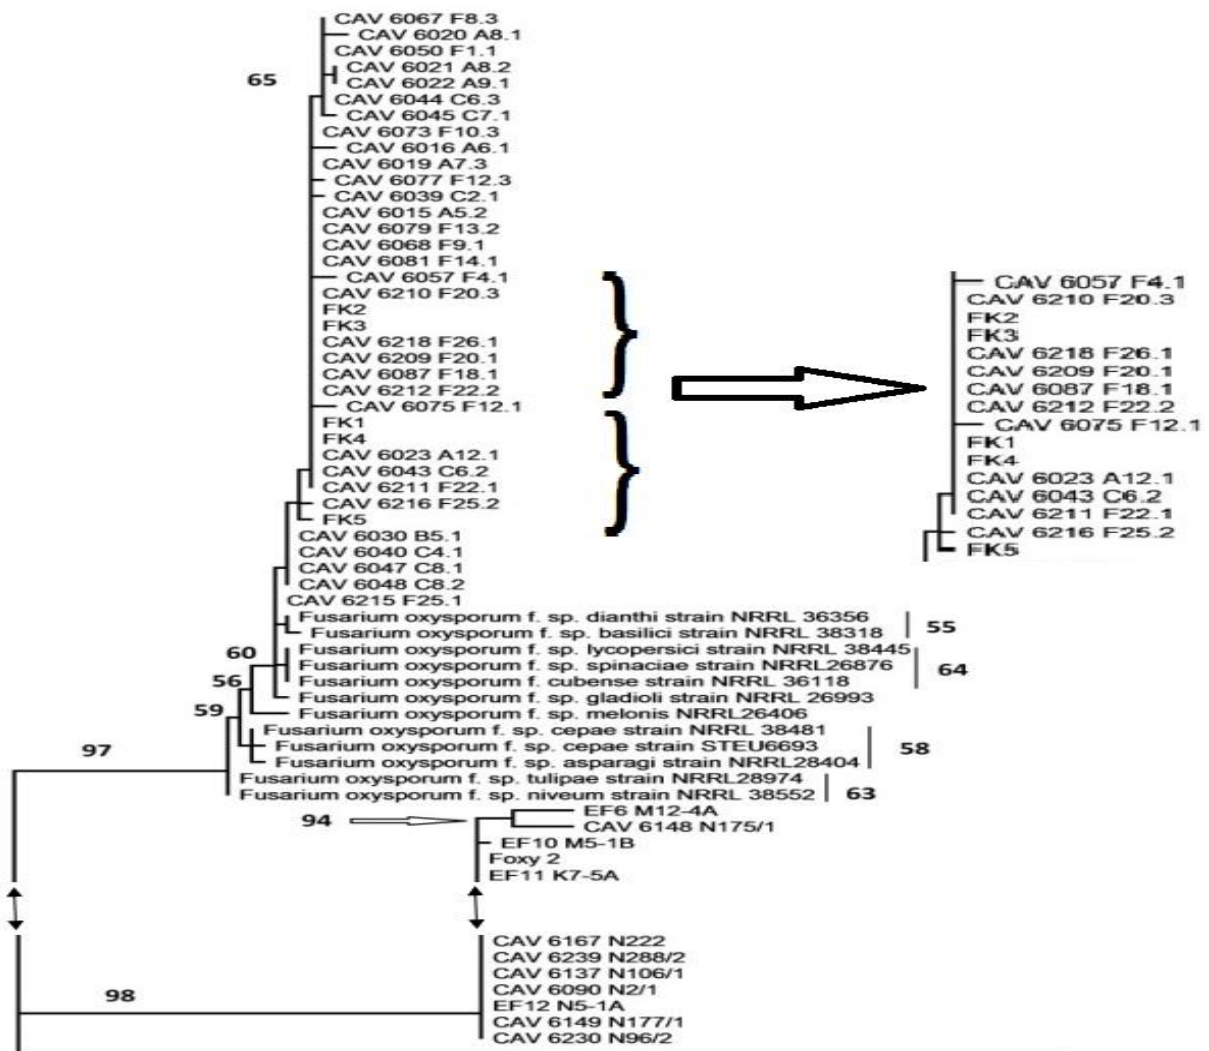 CAV 6067 F8.3
CAV 6020 A8.1
CAV 6050 F1.1
CAV 6021 A8.2
65
CAV 6022 A9.1
CAV 6044 C6.3
CAV 6045 C7.1
CAV 6073 F10.3
CAV 6016 A6.1
CAV 6019 A7.3
CAV 6077 F12.3
CAV 6039 C2.1
CAV 6015 A5.2
CAV 6079 F13.2
CAV 6068 F9.1
CAV 6081 F14.1
CAV 6057 F4.1
CAV 6210 F20.3
FK2
FK3
CAV 6218 F26.1
CAV 6209 F20.1
CAV 6087 F18.1
CAV 6212 F22.2
CAV 6075 F12.1
FK1
FK4
CAV 6023 A12.1
CAV 6043 C6.2
CAV 6211 F22.1
CAV 6216 F25.2
FK5
CAV 6030 B5.1
CAV 6040 C4.1
CAV 6047 C8.1
CAV 6048 C8.2
CAV 6215 F25.1
Fusarium oxysporum f. sp. dianthi strain NRRL 36356
Fusarium oxysporum f. sp. basilici strain NRRL 38318
55
Fusarium oxysporum f. sp. lycopersici strain NRRL 38445
60
Fusarium oxysporum f. sp. spinaciae strain NRRL26876
64
Fusarium oxysporum f. cubense strain NRRL 36118
56
Fusarium oxysporum f. sp. gladioli strain NRRL 26993
59
Fusarium oxysporum f. sp. melonis NRRL26406
Fusarium oxysporum f. sp. cepae strain NRRL 38481
Fusarium oxysporum f. sp. cepae strain STEU6693
58
97
Fusarium oxysporum f. sp. asparagi strain NRRL28404
Fusarium oxysporum f. sp. tulipae strain NRRL28974
Fusarium oxysporum f. sp. niveum strain NRRL 38552
63
EF6 M12-4A
94
CAV 6148 N175/1
EF10 M5-1B
Foxy 2
EF11 K7-5A
CAV 6167 N222
CAV 6239 N288/2
CAV 6137 N106/1
CAV 6090 N2/1
98
EF12 N5-1A
CAV 6149 N177/1
CAV 6230 N96/2
CAV 6057 F4.1
CAV 6210 F20.3
FK2
FK3
CAV 6218 F26.1
CAV 6209 F20.1
CAV 6087 F18.1
CAV 6212 F22.2
CAV 6075 F12.1
FK1
FK4
CAV 6023 A12.1
CAV 6043 C6.2
CAV 6211 F22.1
CAV 6216 F25.2
FK5